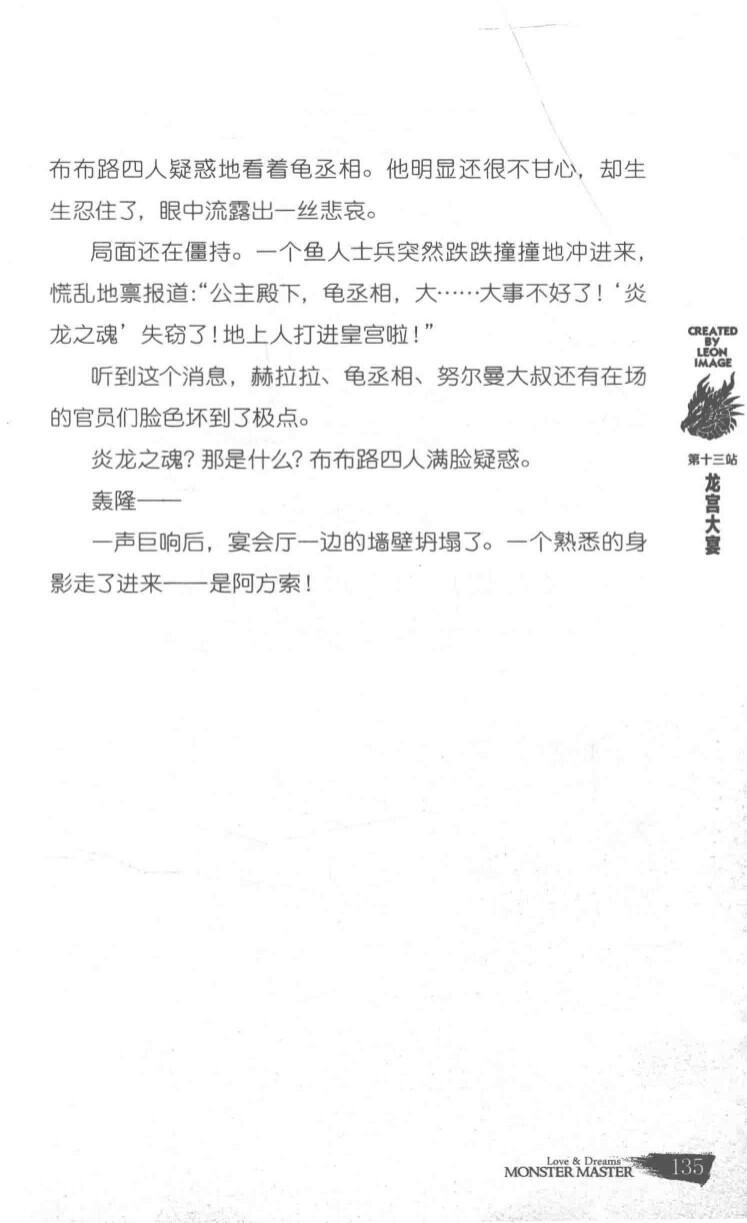 布布路四人疑惑地看着龟丞相。他明显还很不甘心，却生
生忍住了，眼中流露出一丝悲哀。
局面还在僵持。一个鱼人士兵突然跌跌撞撞地冲进来，
慌乱地禀报道：“公主殿下，龟丞相，大……大事不好了！‘炎
龙之魂’失窃了！地上人打进皇宫啦！”
听到这个消息，赫拉拉、龟丞相、努尔曼大叔还有在场
的官员们脸色坏到了极点。
炎龙之魂？那是什么？布布路四人满脸疑惑。
轰隆——
一声巨响后，宴会厅一边的墙壁坍塌了。一个熟悉的身
影走了进来——是阿方索！
CREATED
BY
LEON
IMAGE
第十三站
龙宫大宴
Love & Dreams
MONSTER MASTER
135